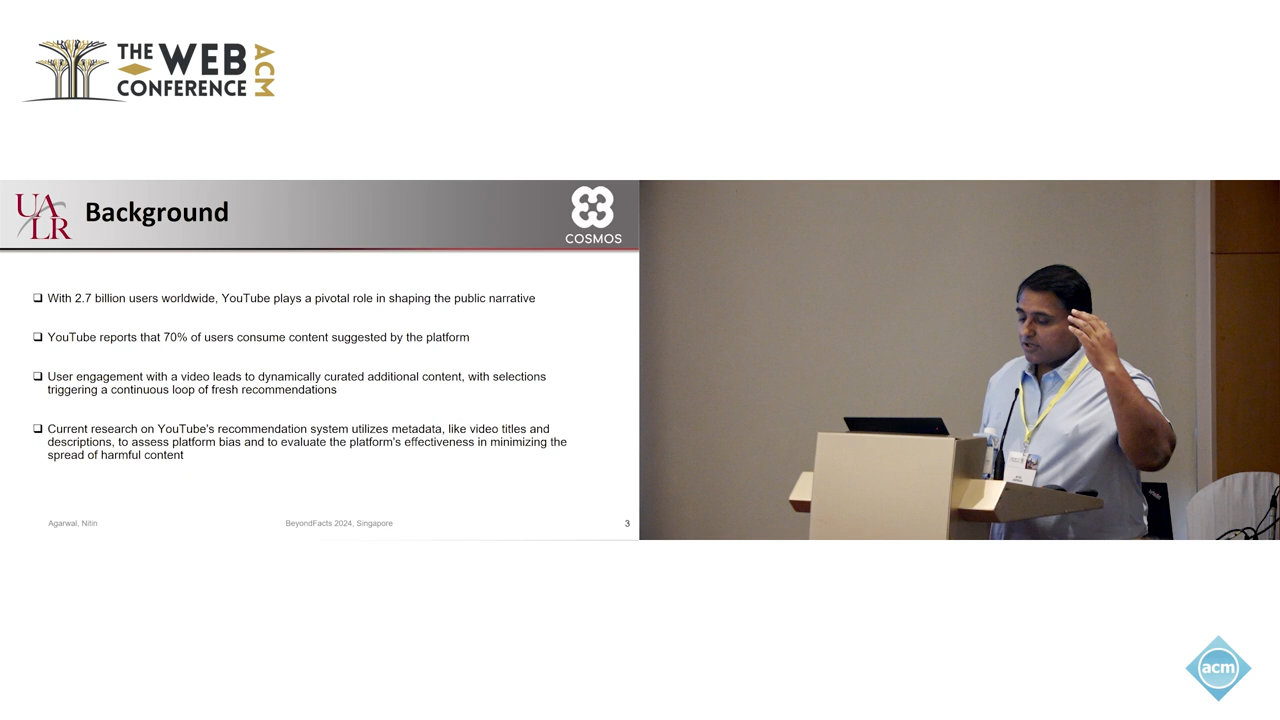 THE WEB
CONFERENCE
ACM
UA
LR
Background
COSMOS
❑ With 2.7 billion users worldwide, YouTube plays a pivotal role in shaping the public narrative
❑ YouTube reports that 70% of users consume content suggested by the platform
❑ User engagement with a video leads to dynamically curated additional content, with selections
triggering a continuous loop of fresh recommendations
❑ Current research on YouTube's recommendation system utilizes metadata, like video titles and
descriptions, to assess platform bias and to evaluate the platform's effectiveness in minimizing the
spread of harmful content
Agarwal, Nitin
BeyondFacts 2024, Singapore
3
acm